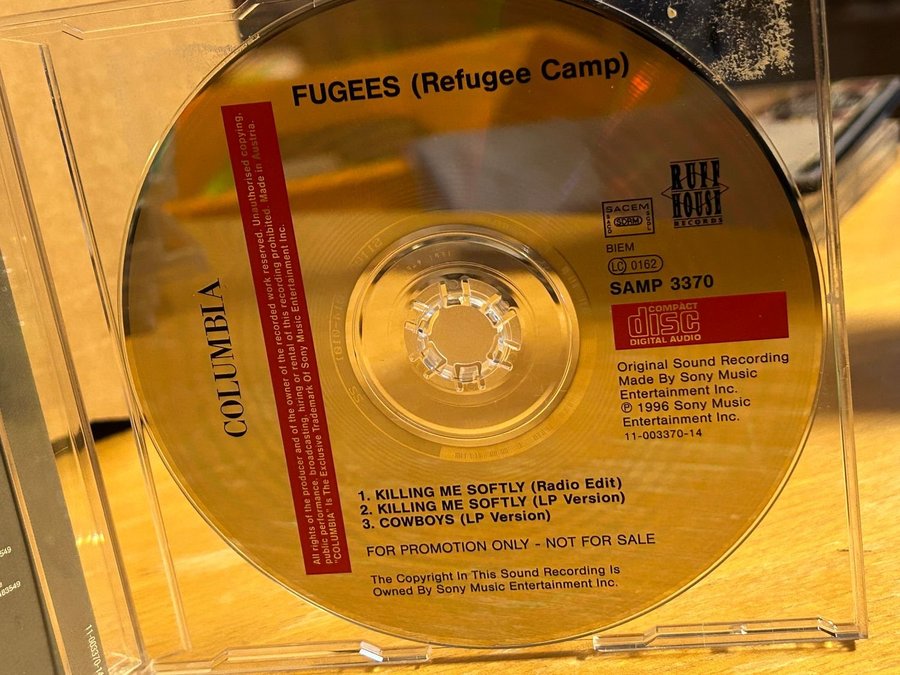 FUGEES (Refugee Camp)
All rights of the producer and of the owner of the recorded work reserved. Unauthorised copying,
public performance, broadcasting, hiring or rental of this recording prohibited. Made in Austria.
"COLUMBIA" Is The Exclusive Trademark Of Sony Music Entertainment Inc.
COLUMBIA
RUFF
HOUSE
RECORDS
SACEM
SDRM
BIEM
LC 0162
SAMP 3370
COMPACT
disc
DIGITAL AUDIO
Original Sound Recording
Made By Sony Music
Entertainment Inc.
℗ 1996 Sony Music
Entertainment Inc.
11-003370-14
1. KILLING ME SOFTLY (Radio Edit)
2. KILLING ME SOFTLY (LP Version)
3. COWBOYS (LP Version)
FOR PROMOTION ONLY - NOT FOR SALE
The Copyright In This Sound Recording Is
Owned By Sony Music Entertainment Inc.
11-003370-14